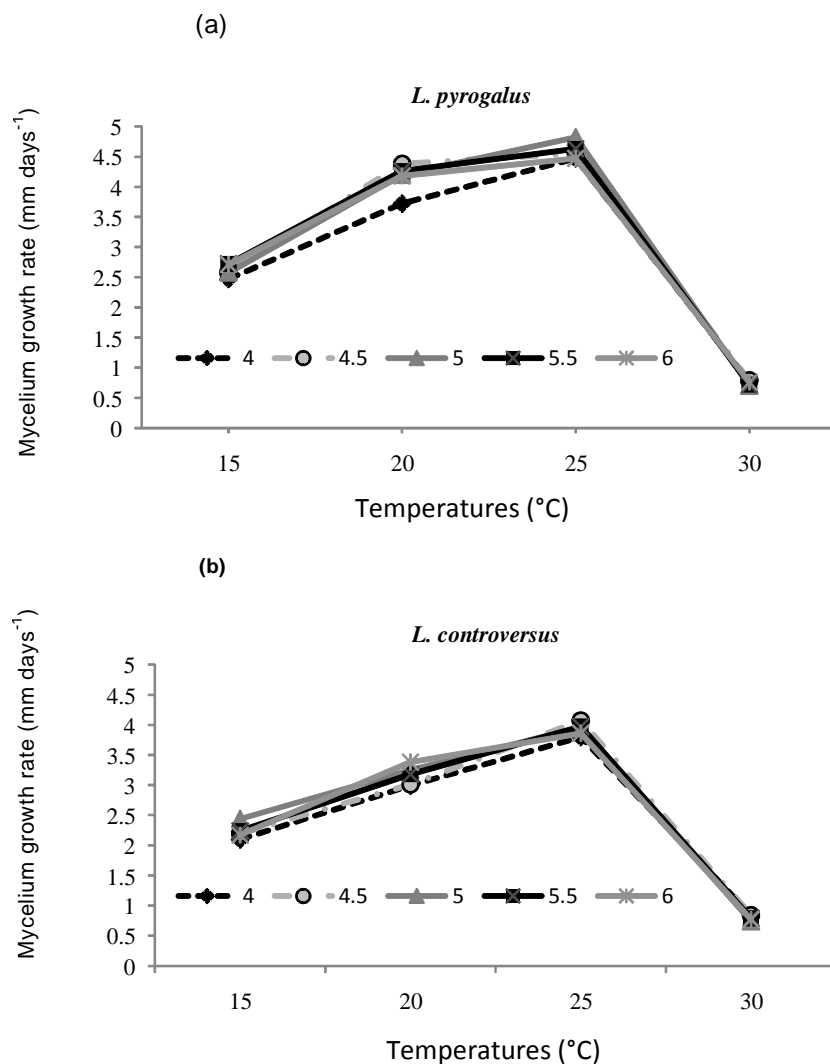 (a)
L. pyrogalus
Mycelium growth rate (mm days-1)
5
4.5
4
3.5
3
2.5
2
1.5
1
0.5
0
4 4.5 5 5.5 6
15 20 25 30
Temperatures (°C)
(b)
L. controversus
Mycelium growth rate (mm days-1)
5
4.5
4
3.5
3
2.5
2
1.5
1
0.5
0
4 4.5 5 5.5 6
15 20 25 30
Temperatures (°C)